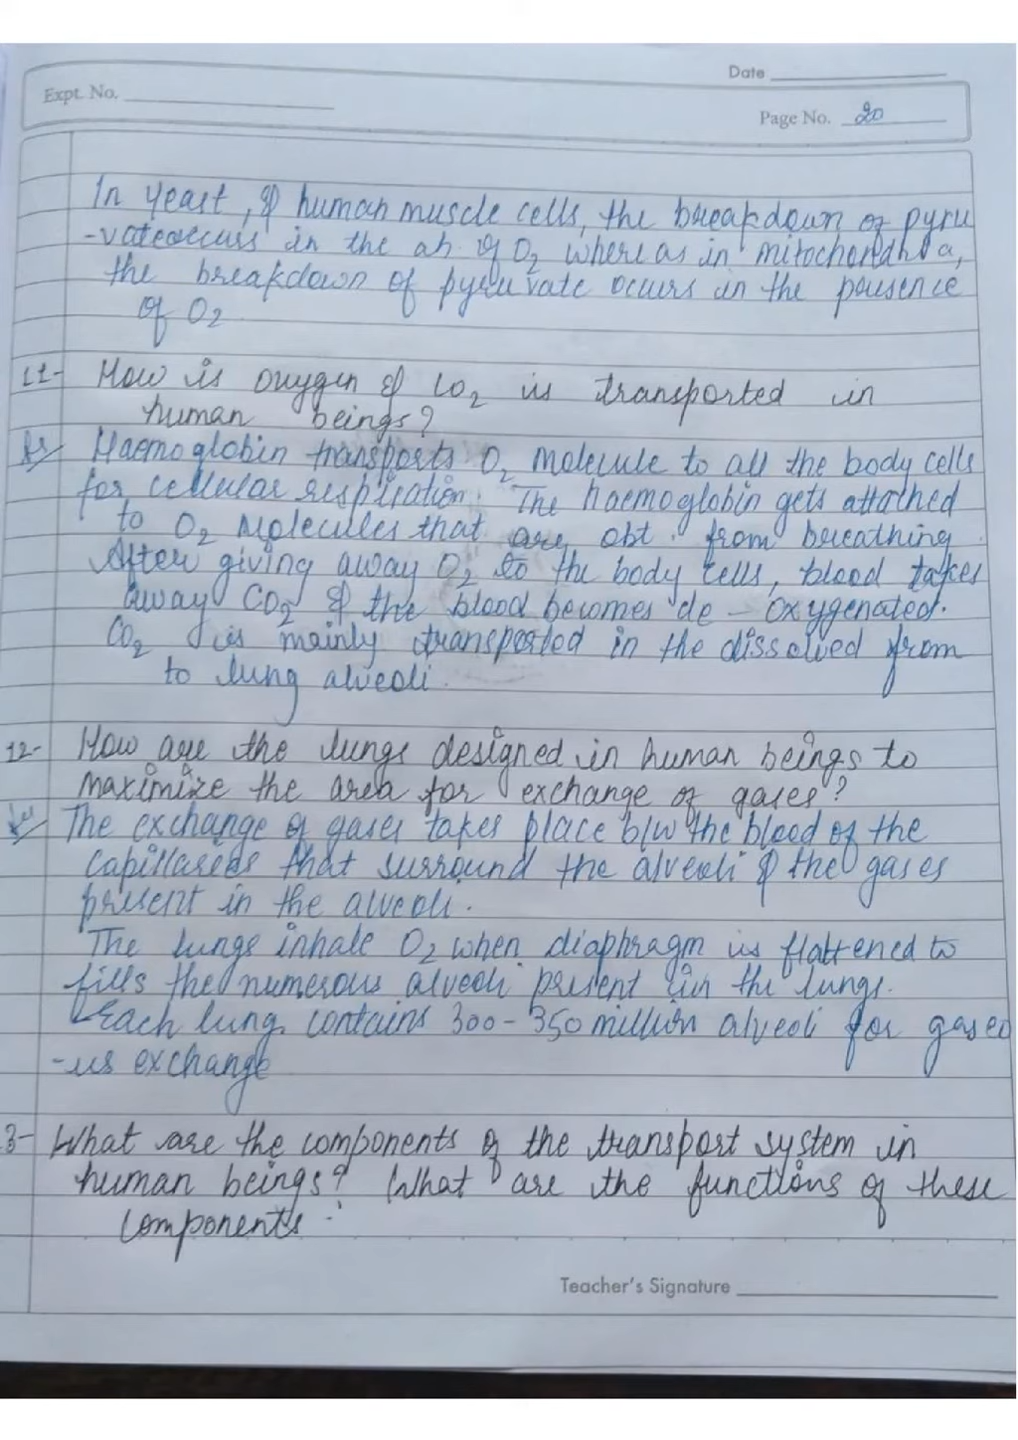 Date
Expt. No.
Page No. 20
In yeast, & human muscle cells, the breakdown of pyru
-vateoccurs in the ab. of O2 whereas in mitochondria,
the breakdown of pyruvate occurs in the presence
of O2
11- How is oxygen & CO2 is transported in
human beings?
Haemoglobin transports O2 molecule to all the body cells
for cellular respiration. The haemoglobin gets attached
to O2 molecules that are obt. from breathing.
After giving away O2 to the body cells, blood takes
away CO2 & the blood becomes de-oxygenated.
CO2 is mainly transported in the dissolved from
to lung alveoli.
12- How are the lungs designed in human beings to
maximize the area for exchange of gases?
The exchange of gases takes place b/w the blood of the
capillaries that surround the alveoli & the gases
present in the alveoli.
The lungs inhale O2 when diaphragm is flattened to
fills the numerous alveoli present in the lungs.
Each lung contains 300-350 million alveoli for gaseo
-us exchange
3- What are the components of the transport system in
human beings? What are the functions of these
components.
Teacher's Signature